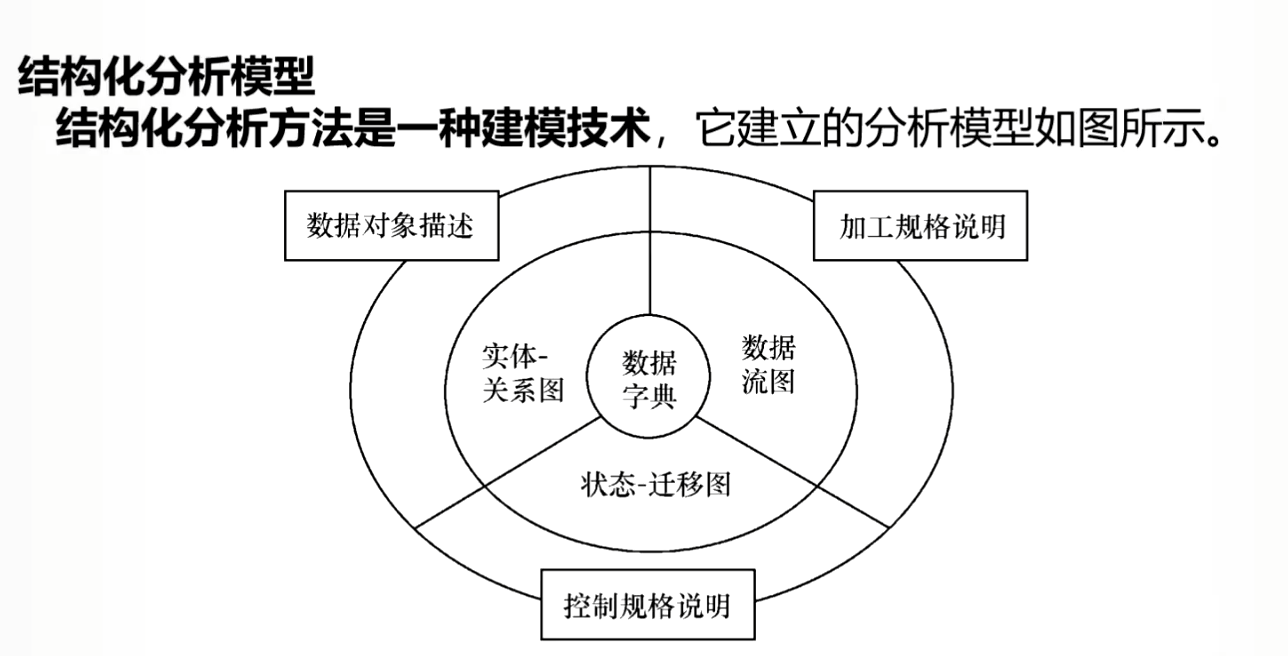 结构化分析模型
结构化分析方法是一种建模技术，它建立的分析模型如图所示。
数据对象描述
加工规格说明
实体-
关系图
数据
字典
数据
流图
状态-迁移图
控制规格说明